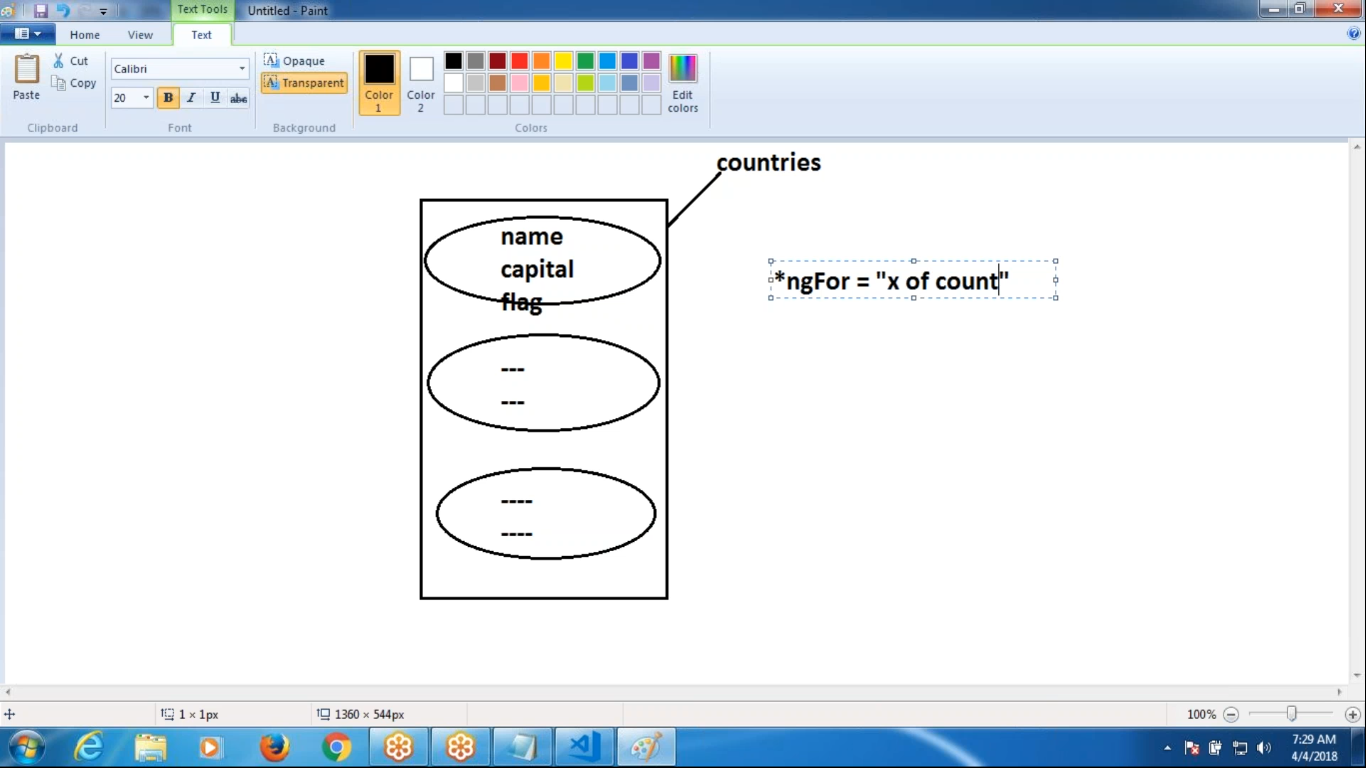 Text Tools
Untitled - Paint
Home
View
Text
Paste
Cut
Copy
Clipboard
Calibri
20
B
I
U
abc
Font
Opaque
Transparent
Background
Color
1
Color
2
Edit
colors
Colors
countries
name
capital
flag
*ngFor = "x of count"
---
---
----
----
1 × 1px
1360 × 544px
100%
7:29 AM
4/4/2018